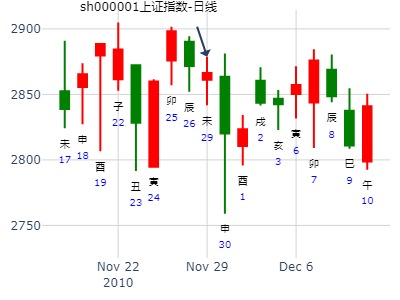 sh000001上证指数-日线
2900
2850
2800
2750
未
17
申
18
酉
19
子
22
丑
23
寅
24
卯
25
辰
26
未
29
申
30
酉
1
戌
2
亥
3
寅
6
卯
7
辰
8
巳
9
午
10
Nov 22
2010
Nov 29
Dec 6